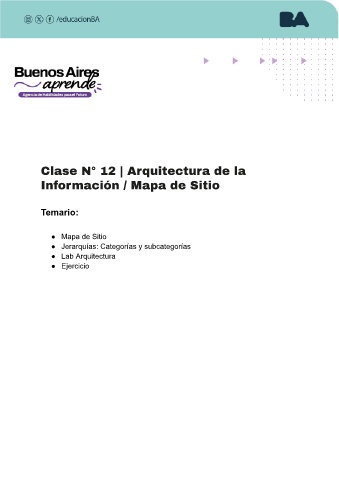 /educacionBA
BA
Buenos Aires
aprende
Agencia de Habilidades para el Futuro
Clase N° 12 | Arquitectura de la
Información / Mapa de Sitio
Temario:
● Mapa de Sitio
● Jerarquías: Categorías y subcategorías
● Lab Arquitectura
● Ejercicio